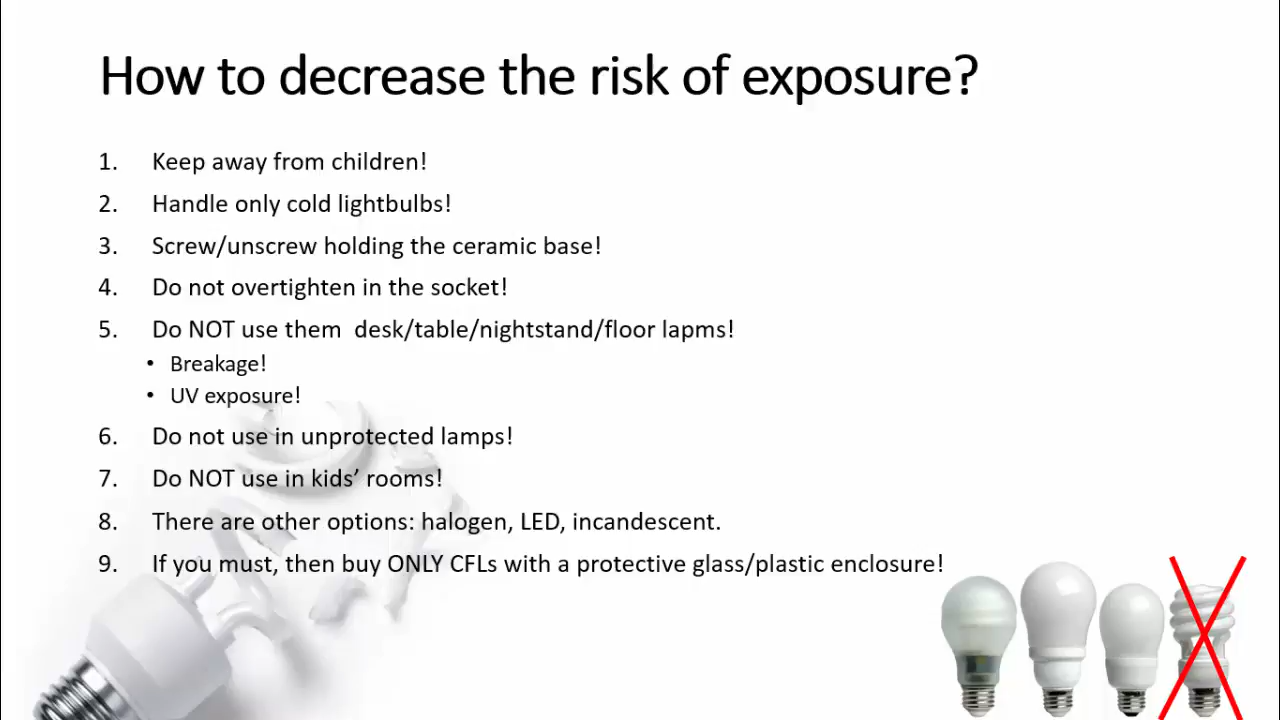 How to decrease the risk of exposure?
1. Keep away from children!
2. Handle only cold lightbulbs!
3. Screw/unscrew holding the ceramic base!
4. Do not overtighten in the socket!
5. Do NOT use them desk/table/nightstand/floor lapms!
• Breakage!
• UV exposure!
6. Do not use in unprotected lamps!
7. Do NOT use in kids’ rooms!
8. There are other options: halogen, LED, incandescent.
9. If you must, then buy ONLY CFLs with a protective glass/plastic enclosure!